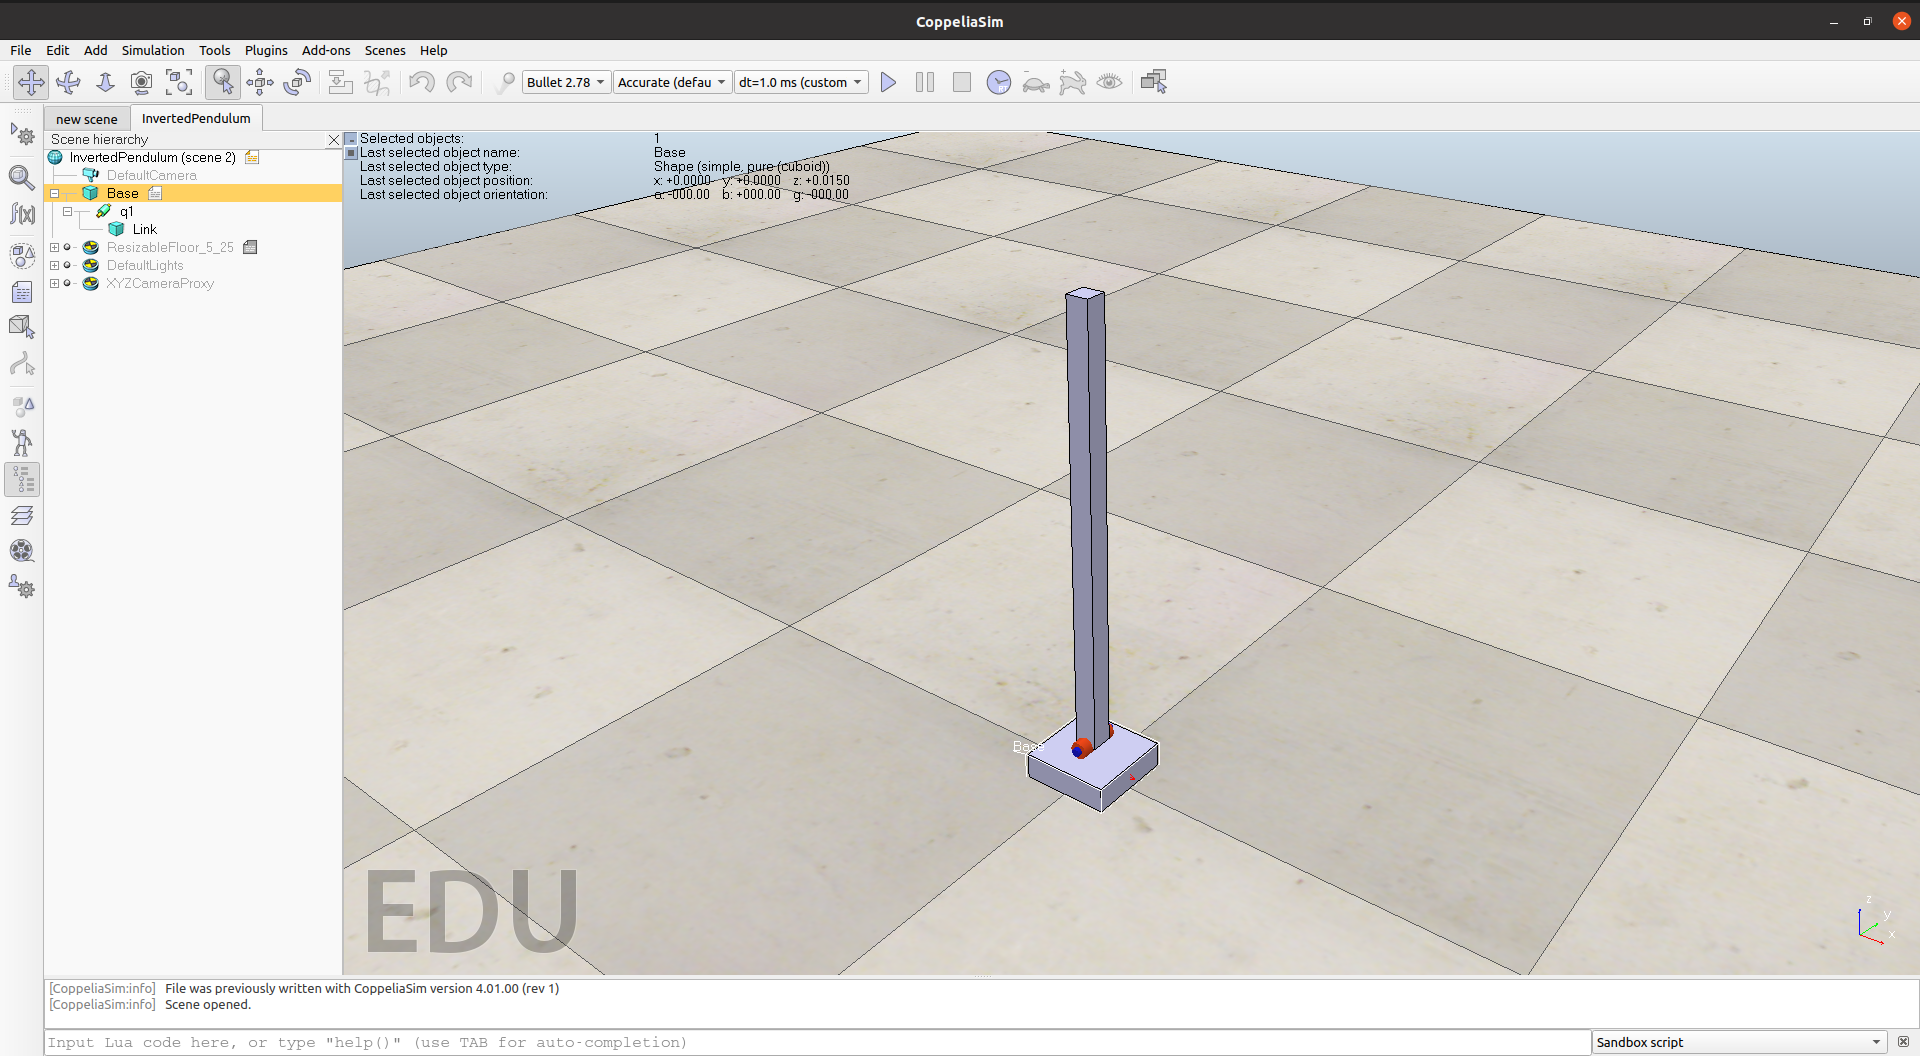 CoppeliaSim
File Edit Add Simulation Tools Plugins Add-ons Scenes Help
Bullet 2.78 Accurate (defau dt=1.0 ms (custom RT
new scene InvertedPendulum
Scene hierarchy
InvertedPendulum (scene 2)
DefaultCamera
Base
q1
Link
ResizableFloor_5_25
DefaultLights
XYZCameraProxy
f(x)
Selected objects: 1
Last selected object name: Base
Last selected object type: Shape (simple, pure (cuboid))
Last selected object position: x: +0.0000 y: +0.0000 z: +0.0150
Last selected object orientation: a: -000.00 b: +000.00 g: -000.00
Base
EDU
z
y
x
[CoppeliaSim:info] File was previously written with CoppeliaSim version 4.01.00 (rev 1)
[CoppeliaSim:info] Scene opened.
Input Lua code here, or type "help()" (use TAB for auto-completion)
Sandbox script